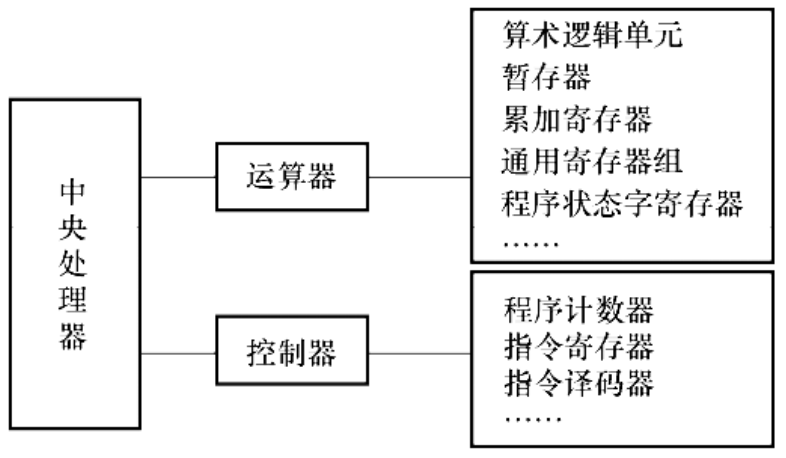 中央处理器
运算器
算术逻辑单元
暂存器
累加寄存器
通用寄存器组
程序状态字寄存器
……
控制器
程序计数器
指令寄存器
指令译码器
……